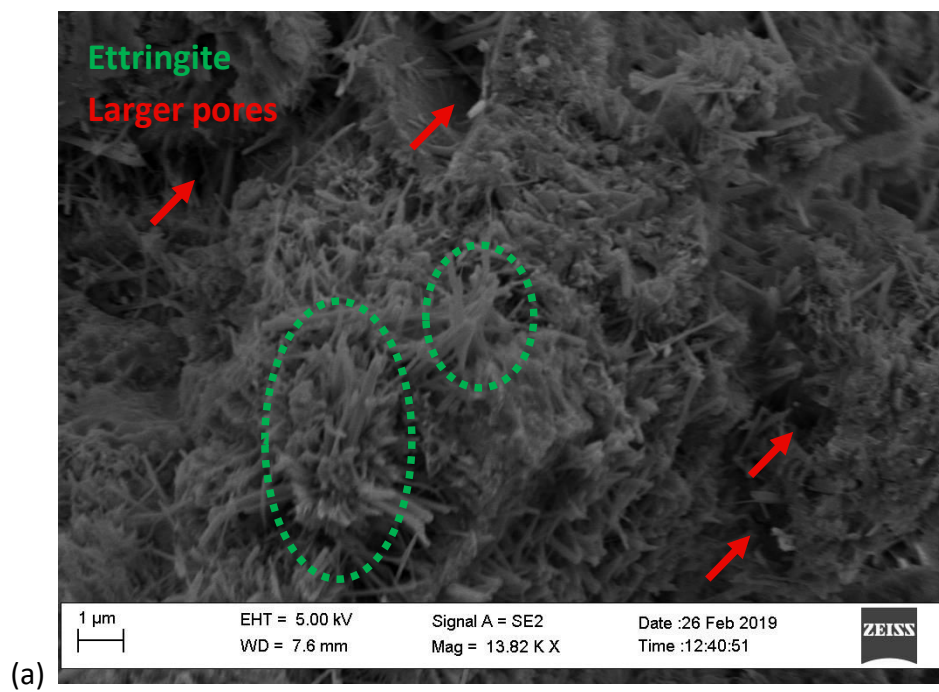 Ettringite
Larger pores
1 µm
EHT = 5.00 kV
WD = 7.6 mm
Signal A = SE2
Mag = 13.82 K X
Date :26 Feb 2019
Time :12:40:51
ZEISS
(a)